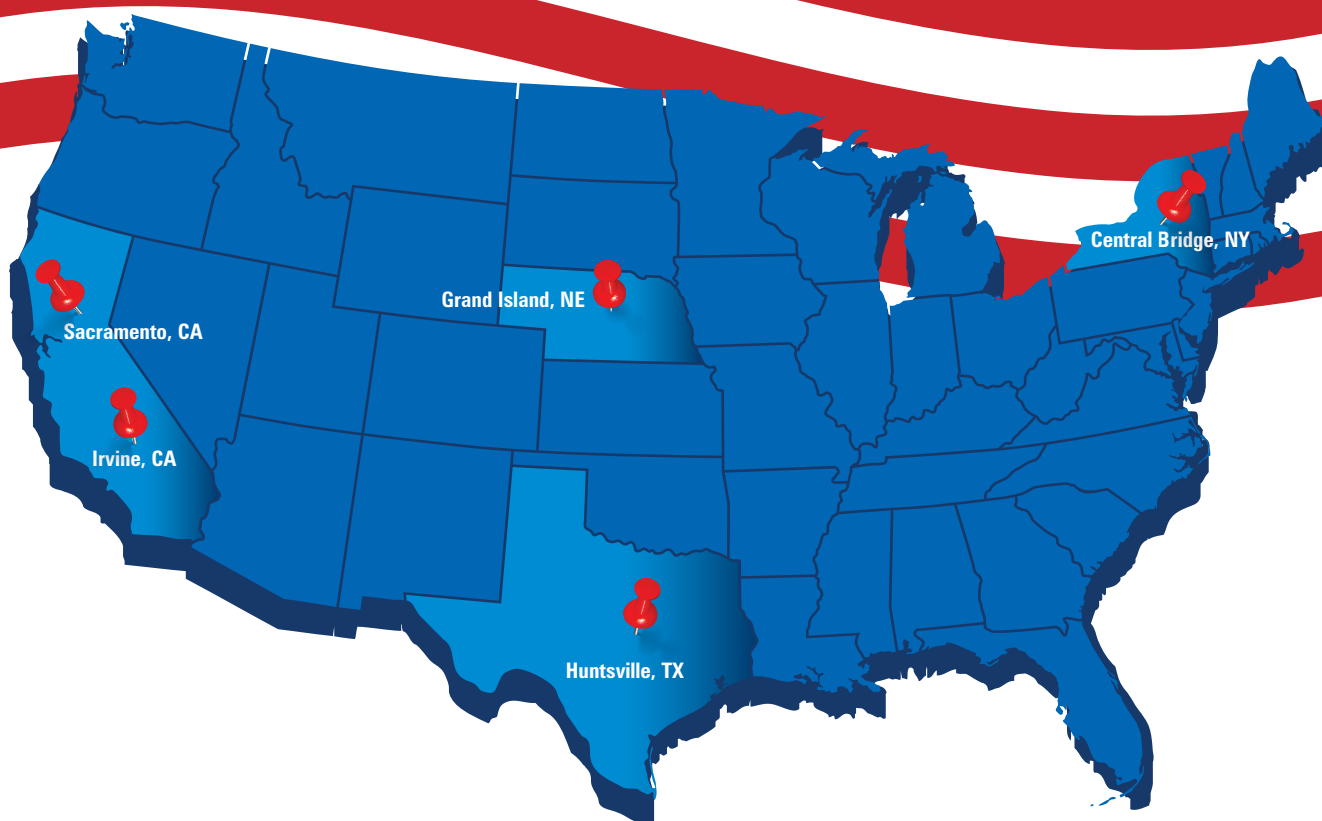 Central Bridge, NY
Grand Island, NE
Sacramento, CA
Irvine, CA
Huntsville, TX